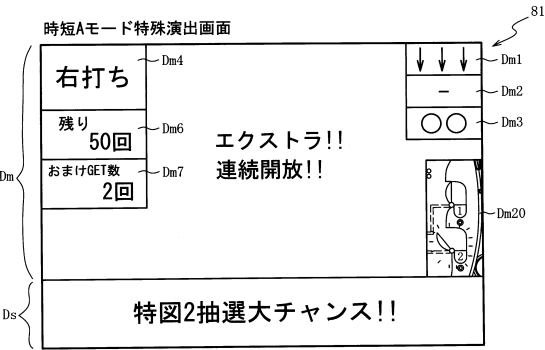 時短Aモード特殊演出画面
81
右打ち
Dm4
↓ ↓ ↓
Dm1
−
Dm2
○○
Dm3
残り
50回
Dm6
エクストラ!!
連続開放!!
おまけGET数
2回
Dm7
Dm
1
2
Dm20
特図2抽選大チャンス!!
Ds